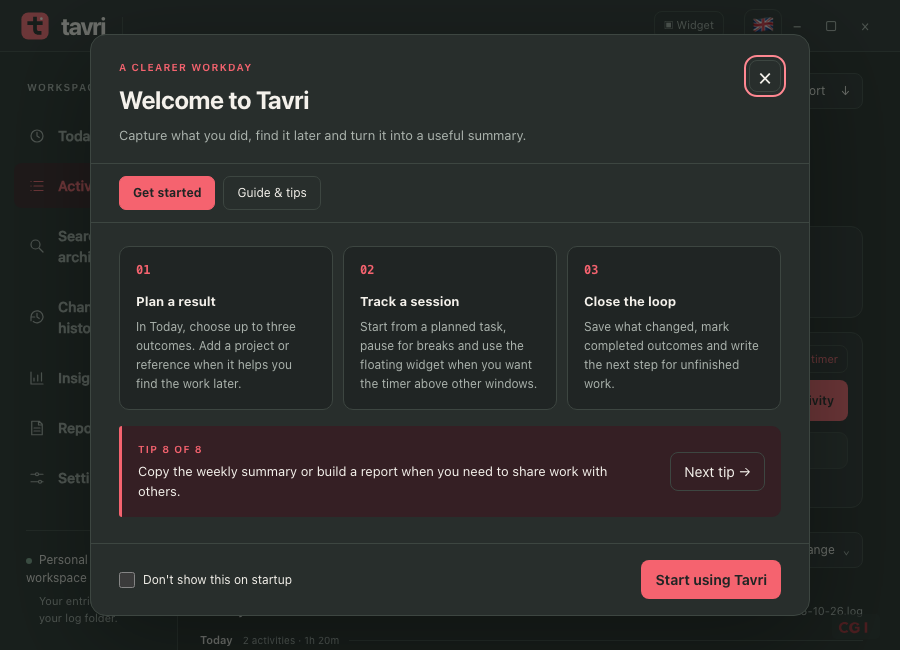 tavri
Widget
WORKSPAC
A CLEARER WORKDAY
Welcome to Tavri
Capture what you did, find it later and turn it into a useful summary.
ort ↓
Toda
Activ
Get started
Guide & tips
Sear
archi
01
Plan a result
In Today, choose up to three
outcomes. Add a project or
reference when it helps you
find the work later.
02
Track a session
Start from a planned task,
pause for breaks and use the
floating widget when you want
the timer above other windows.
03
Close the loop
Save what changed, mark
completed outcomes and write
the next step for unfinished
work.
Chan
histo
timer
Insig
ivity
Repo
TIP 8 OF 8
Copy the weekly summary or build a report when you need to share work with
others.
Next tip →
Setti
Personal
workspace
ange
Don't show this on startup
Start using Tavri
Your entri
your log folder.
-10-26.log
CGI
Today 2 activities · 1h 20m